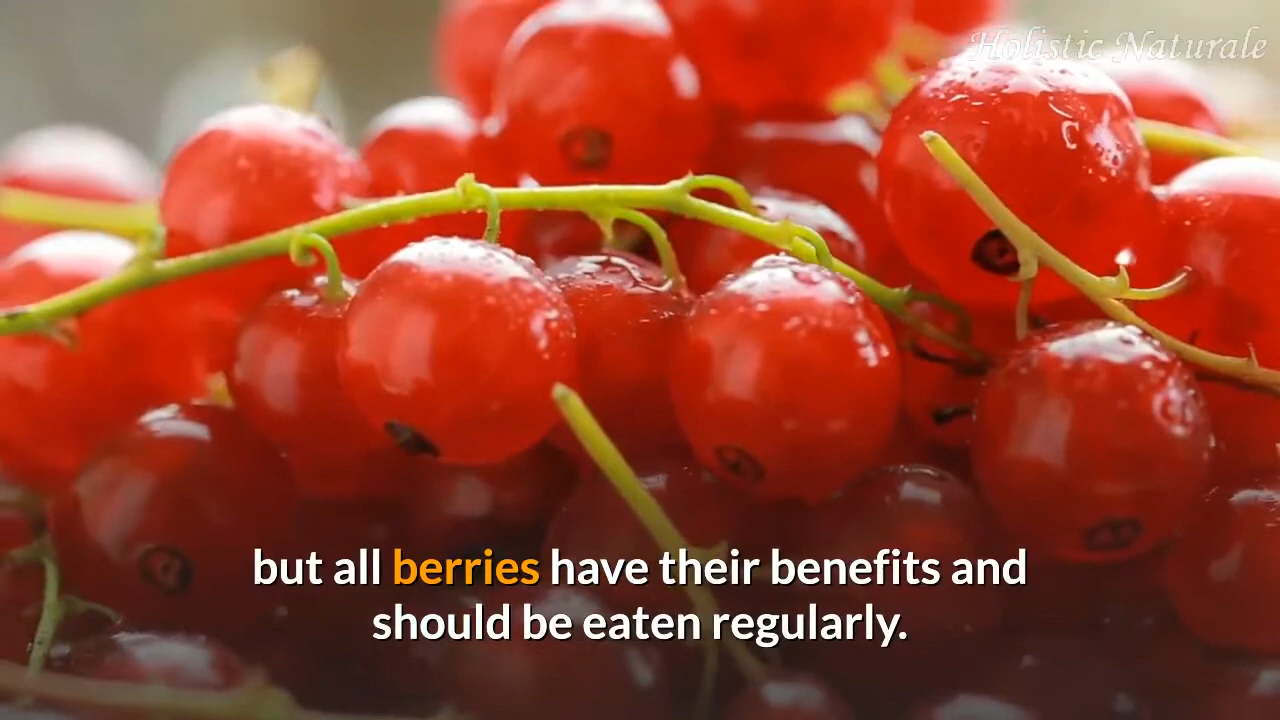 Holistic Naturale
but all berries have their benefits and
should be eaten regularly.